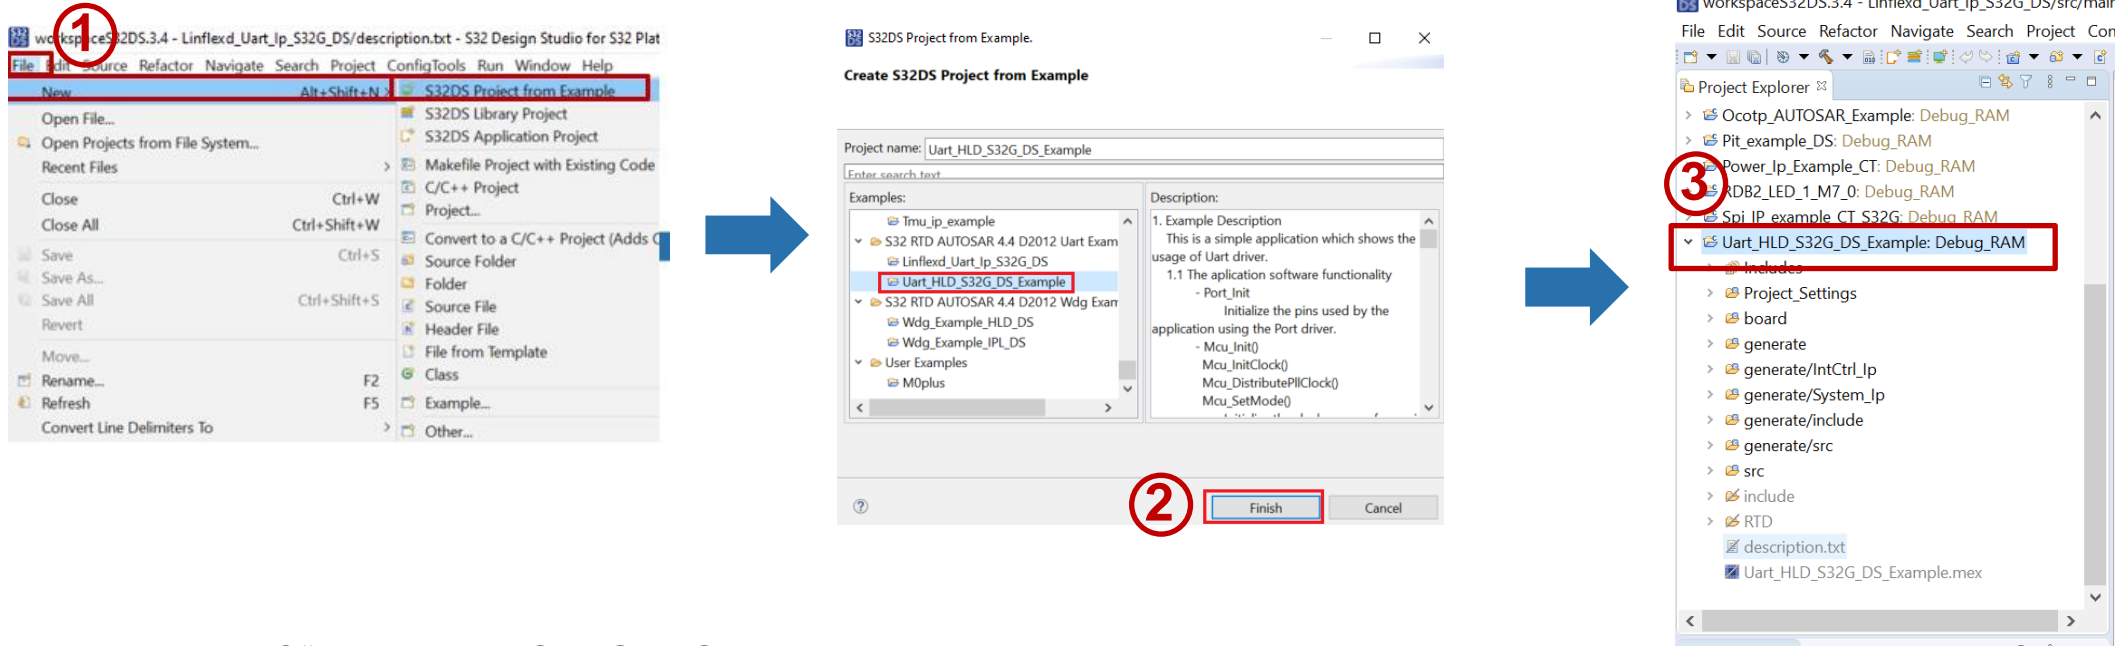 1
workspaceS32DS.3.4 - Linflexd_Uart_Ip_S32G_DS/description.txt - S32 Design Studio for S32 Plat
File Edit Source Refactor Navigate Search Project ConfigTools Run Window Help
New Alt+Shift+N >
Open File...
Open Projects from File System...
Recent Files >
Close Ctrl+W
Close All Ctrl+Shift+W
Save Ctrl+S
Save As...
Save All Ctrl+Shift+S
Revert
Move...
Rename... F2
Refresh F5
Convert Line Delimiters To >
S32DS Project from Example
S32DS Library Project
S32DS Application Project
Makefile Project with Existing Code
C/C++ Project
Project...
Convert to a C/C++ Project (Adds C
Source Folder
Folder
Source File
Header File
File from Template
Class
Example...
Other...
S32DS Project from Example.
Create S32DS Project from Example
Project name: Uart_HLD_S32G_DS_Example
Enter search text
Examples:
Tmu_ip_example
S32 RTD AUTOSAR 4.4 D2012 Uart Exam
Linflexd_Uart_Ip_S32G_DS
Uart_HLD_S32G_DS_Example
S32 RTD AUTOSAR 4.4 D2012 Wdg Exam
Wdg_Example_HLD_DS
Wdg_Example_IPL_DS
User Examples
M0plus
Description:
1. Example Description
This is a simple application which shows the
usage of Uart driver.
1.1 The aplication software functionality
- Port_Init
Initialize the pins used by the
application using the Port driver.
- Mcu_Init()
Mcu_InitClock()
Mcu_DistributePllClock()
Mcu_SetMode()
2
Finish Cancel
workspaceS32DS.3.4 - Linflexd_Uart_Ip_S32G_DS/src/main
File Edit Source Refactor Navigate Search Project Con
Project Explorer
Ocotp_AUTOSAR_Example: Debug_RAM
Pit_example_DS: Debug_RAM
Power_Ip_Example_CT: Debug_RAM
3
RDB2_LED_1_M7_0: Debug_RAM
Spi_IP_example_CT_S32G: Debug_RAM
Uart_HLD_S32G_DS_Example: Debug_RAM
Includes
Project_Settings
board
generate
generate/IntCtrl_Ip
generate/System_Ip
generate/include
generate/src
src
include
RTD
description.txt
Uart_HLD_S32G_DS_Example.mex